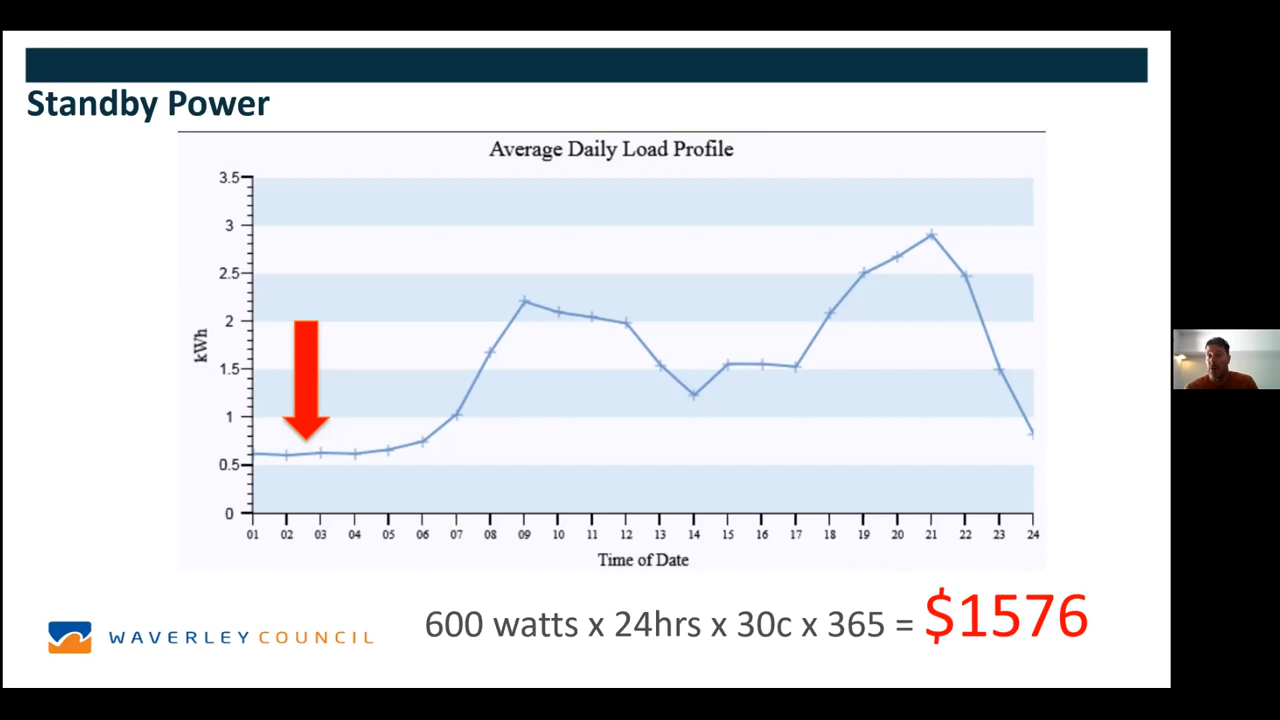 Standby Power
Average Daily Load Profile
3.5
3
2.5
2
1.5
1
0.5
0
kWh
01 02 03 04 05 06 07 08 09 10 11 12 13 14 15 16 17 18 19 20 21 22 23 24
Time of Date
WAVERLEY COUNCIL
600 watts x 24hrs x 30c x 365 = $1576